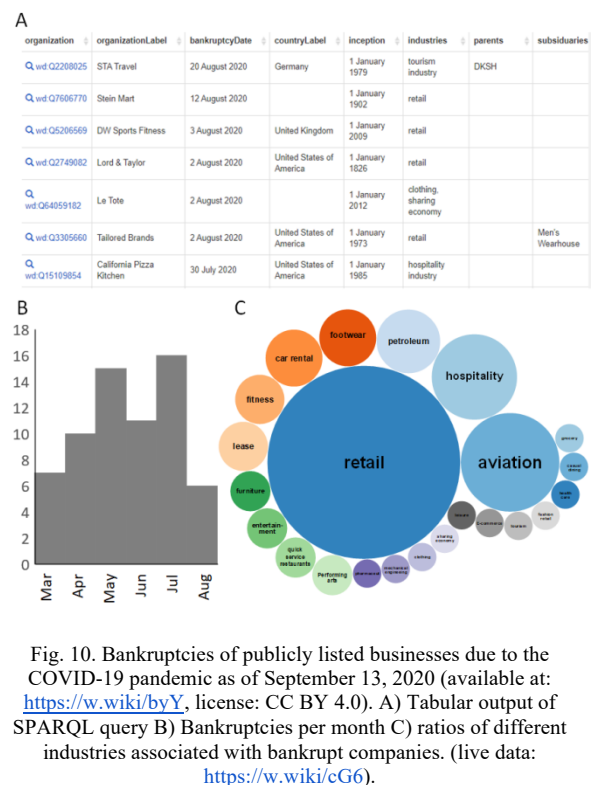 A
organization organizationLabel bankruptcyDate countryLabel inception industries parents subsiduaries
wd:Q2208025 STA Travel 20 August 2020 Germany 1 January 1979 tourism industry DKSH
wd:Q7606770 Stein Mart 12 August 2020 1 January 1902 retail
wd:Q5206569 DW Sports Fitness 3 August 2020 United Kingdom 1 January 2009 retail
wd:Q2749082 Lord & Taylor 2 August 2020 United States of America 1 January 1826 retail
wd:Q64059182 Le Tote 2 August 2020 1 January 2012 clothing, sharing economy
wd:Q3305660 Tailored Brands 2 August 2020 United States of America 1 January 1973 retail Men's Wearhouse
wd:Q15109854 California Pizza Kitchen 30 July 2020 United States of America 1 January 1985 hospitality industry
B
18
16
14
12
10
8
6
4
2
0
Mar
Apr
May
Jun
Jul
Aug
C
footwear
petroleum
car rental
hospitality
fitness
lease
retail
aviation
furniture
entertain-
ment
quick
service
restaurants
Performing
arts
pharmaceutical
mechanical
engineering
clothing
sharing
economy
tourism
fashion
retail
Fig. 10. Bankruptcies of publicly listed businesses due to the
COVID-19 pandemic as of September 13, 2020 (available at:
https://w.wiki/byY, license: CC BY 4.0). A) Tabular output of
SPARQL query B) Bankruptcies per month C) ratios of different
industries associated with bankrupt companies. (live data:
https://w.wiki/cG6).